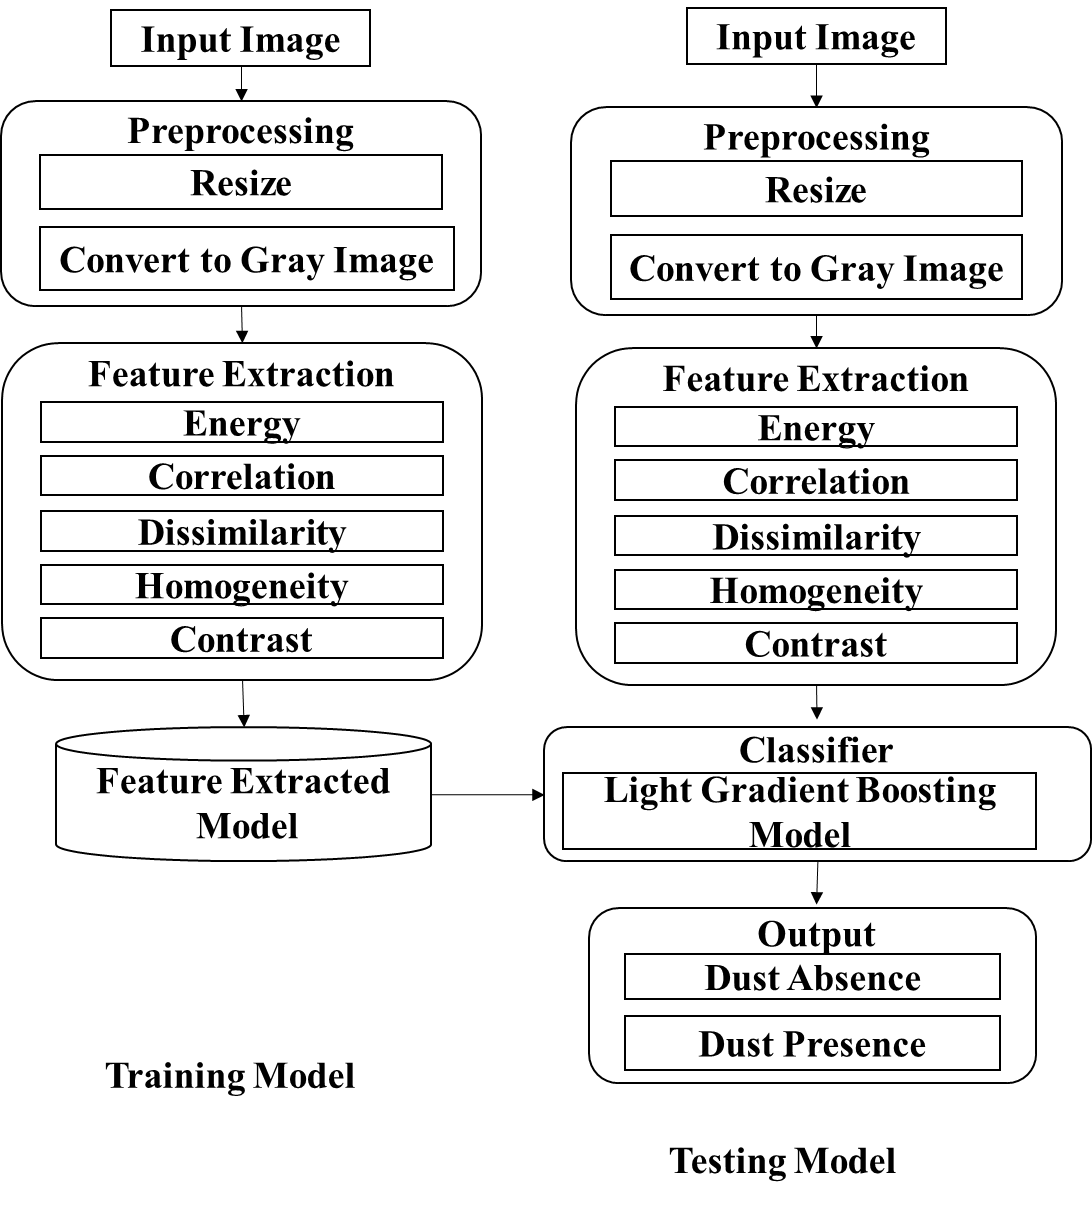 Input Image
Preprocessing
Resize
Convert to Gray Image
Feature Extraction
Energy
Correlation
Dissimilarity
Homogeneity
Contrast
Feature Extracted
Model
Training Model
Input Image
Preprocessing
Resize
Convert to Gray Image
Feature Extraction
Energy
Correlation
Dissimilarity
Homogeneity
Contrast
Classifier
Light Gradient Boosting
Model
Output
Dust Absence
Dust Presence
Testing Model